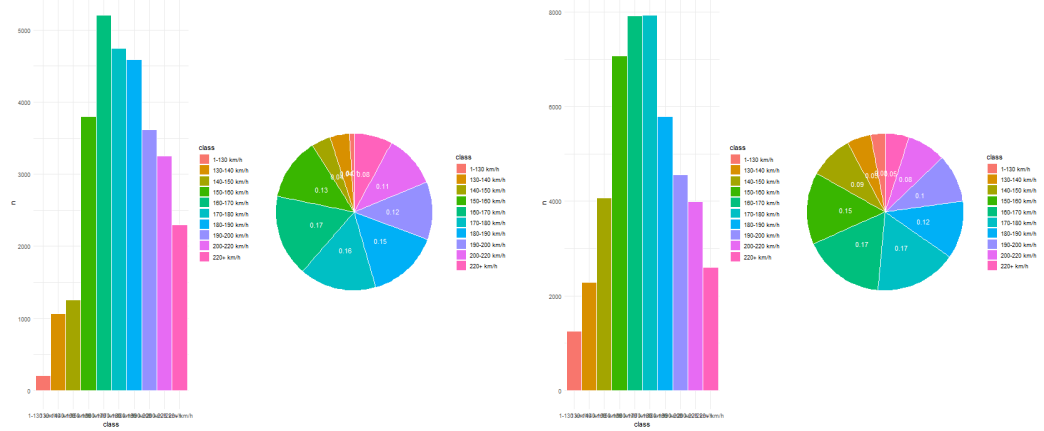 5000
4000
3000
n
2000
1000
0
class
class
1-130 km/h
130-140 km/h
140-150 km/h
150-160 km/h
160-170 km/h
170-180 km/h
180-190 km/h
190-200 km/h
200-220 km/h
220+ km/h
0.08
0.11
0.13
0.12
0.17
0.15
0.16
class
1-130 km/h
130-140 km/h
140-150 km/h
150-160 km/h
160-170 km/h
170-180 km/h
180-190 km/h
190-200 km/h
200-220 km/h
220+ km/h
8000
6000
n
4000
2000
0
class
class
1-130 km/h
130-140 km/h
140-150 km/h
150-160 km/h
160-170 km/h
170-180 km/h
180-190 km/h
190-200 km/h
200-220 km/h
220+ km/h
0.05
0.05
0.08
0.09
0.1
0.15
0.12
0.17
0.17
class
1-130 km/h
130-140 km/h
140-150 km/h
150-160 km/h
160-170 km/h
170-180 km/h
180-190 km/h
190-200 km/h
200-220 km/h
220+ km/h